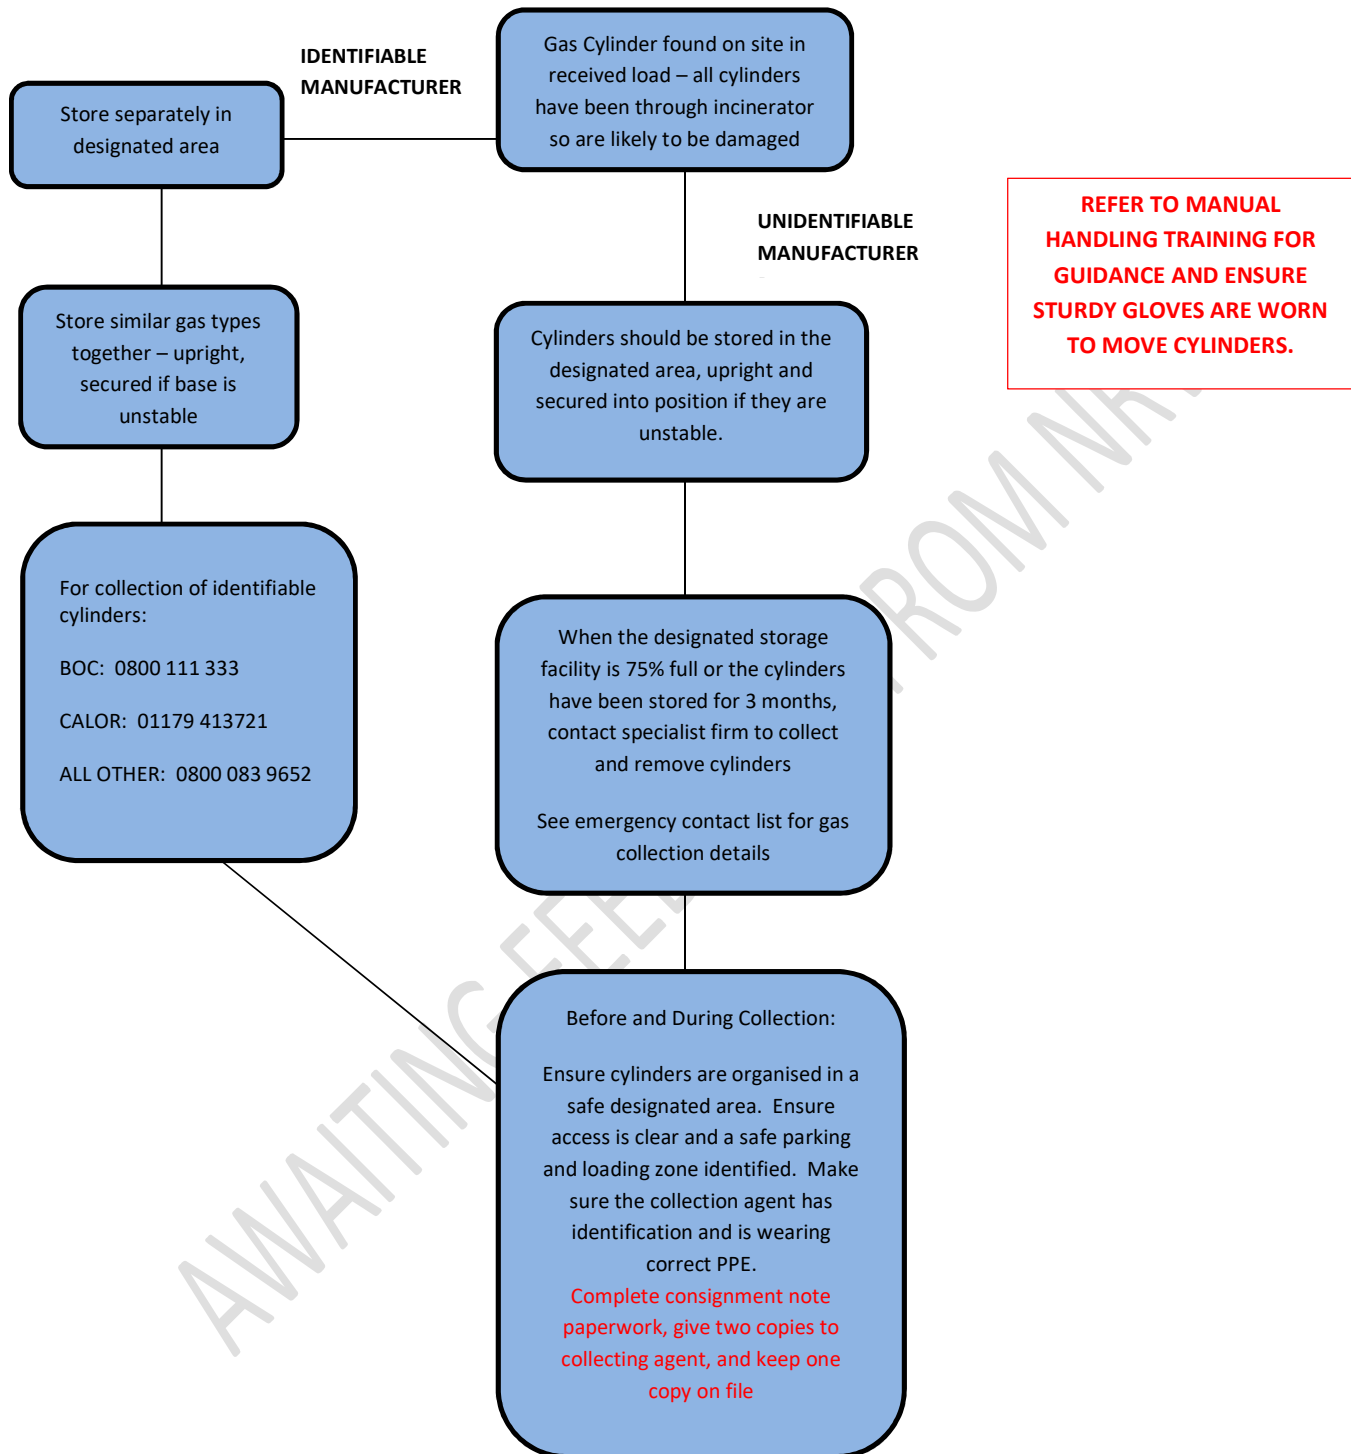 IDENTIFIABLE
MANUFACTURER
Gas Cylinder found on site in
received load – all cylinders
have been through incinerator
so are likely to be damaged
Store separately in
designated area
UNIDENTIFIABLE
MANUFACTURER
REFER TO MANUAL
HANDLING TRAINING FOR
GUIDANCE AND ENSURE
STURDY GLOVES ARE WORN
TO MOVE CYLINDERS.
Store similar gas types
together – upright,
secured if base is
unstable
Cylinders should be stored in the
designated area, upright and
secured into position if they are
unstable.
For collection of identifiable
cylinders:
BOC:  0800 111 333
CALOR:  01179 413721
ALL OTHER:  0800 083 9652
When the designated storage
facility is 75% full or the cylinders
have been stored for 3 months,
contact specialist firm to collect
and remove cylinders
See emergency contact list for gas
collection details
Before and During Collection:
Ensure cylinders are organised in a
safe designated area.  Ensure
access is clear and a safe parking
and loading zone identified.  Make
sure the collection agent has
identification and is wearing
correct PPE.
Complete consignment note
paperwork, give two copies to
collecting agent, and keep one
copy on file
AWAITING